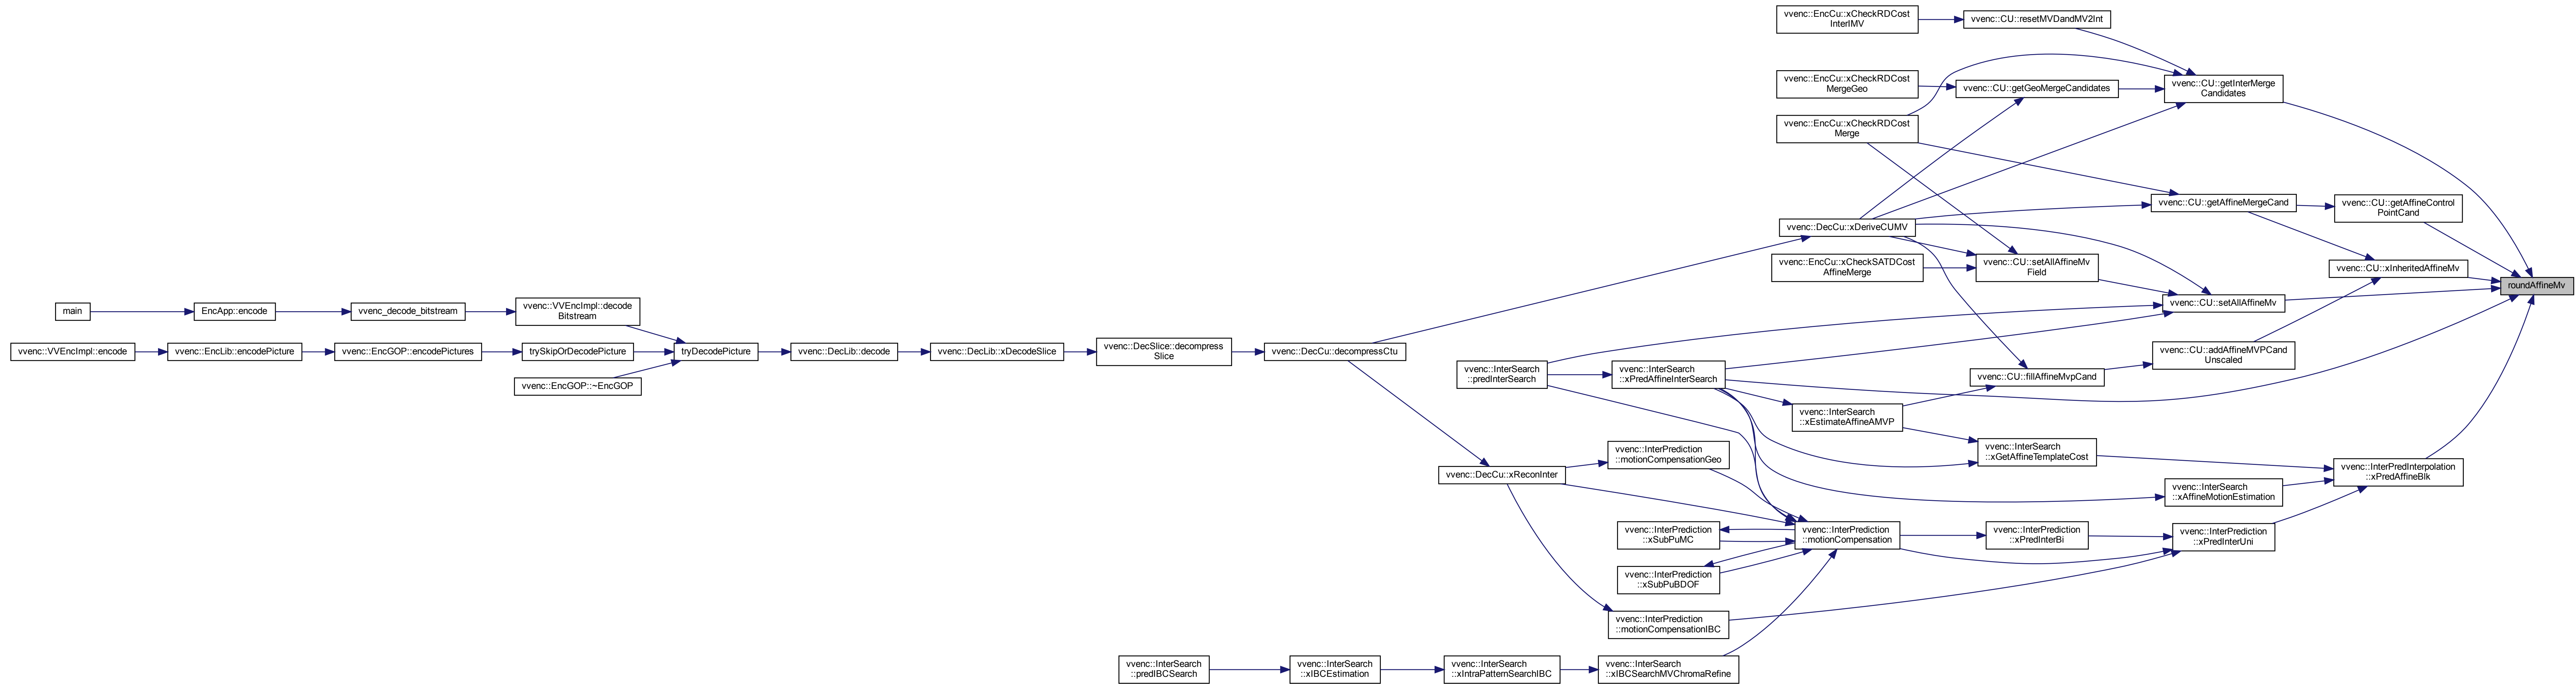 vvenc::EncCu::xCheckRDCost
InterIMV
vvenc::CU::resetMVDandMV2Int
vvenc::EncCu::xCheckRDCost
MergeGeo
vvenc::CU::getGeoMergeCandidates
vvenc::CU::getInterMerge
Candidates
vvenc::EncCu::xCheckRDCost
Merge
vvenc::CU::getAffineMergeCand
vvenc::CU::getAffineControl
PointCand
vvenc::DecCu::xDeriveCUMV
vvenc::EncCu::xCheckSATDCost
AffineMerge
vvenc::CU::setAllAffineMv
Field
vvenc::CU::xInheritedAffineMv
roundAffineMv
vvenc::CU::setAllAffineMv
main
EncApp::encode
vvenc_decode_bitstream
vvenc::VVEncImpl::decode
Bitstream
vvenc::VVEncImpl::encode
vvenc::EncLib::encodePicture
vvenc::EncGOP::encodePictures
trySkipOrDecodePicture
tryDecodePicture
vvenc::DecLib::decode
vvenc::DecLib::xDecodeSlice
vvenc::DecSlice::decompress
Slice
vvenc::DecCu::decompressCtu
vvenc::EncGOP::~EncGOP
vvenc::InterSearch
::predInterSearch
vvenc::InterSearch
::xPredAffineInterSearch
vvenc::CU::fillAffineMvpCand
vvenc::CU::addAffineMVPCand
Unscaled
vvenc::InterSearch
::xEstimateAffineAMVP
vvenc::InterPrediction
::motionCompensationGeo
vvenc::InterSearch
::xGetAffineTemplateCost
vvenc::InterPredInterpolation
::xPredAffineBlk
vvenc::DecCu::xReconInter
vvenc::InterSearch
::xAffineMotionEstimation
vvenc::InterPrediction
::xSubPuMC
vvenc::InterPrediction
::motionCompensation
vvenc::InterPrediction
::xPredInterBi
vvenc::InterPrediction
::xPredInterUni
vvenc::InterPrediction
::xSubPuBDOF
vvenc::InterPrediction
::motionCompensationIBC
vvenc::InterSearch
::predIBCSearch
vvenc::InterSearch
::xIBCEstimation
vvenc::InterSearch
::xIntraPatternSearchIBC
vvenc::InterSearch
::xIBCSearchMVChromaRefine